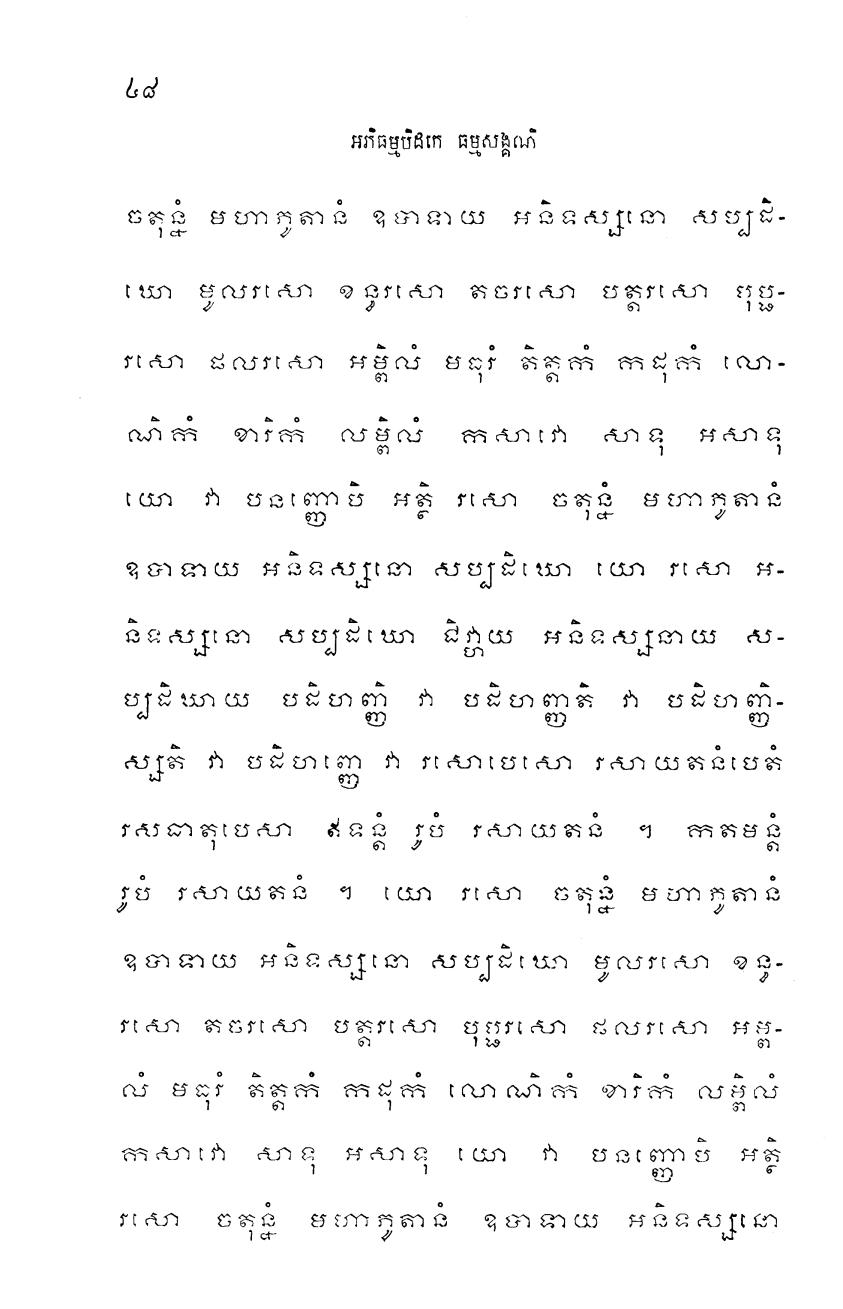 ៤៨
អភិធម្មបិដកេ ធម្មសង្គណិ
ចតុន្នំ មហាភូតានំ ឧបាទាយ អនិទស្សនោ សប្បដិ-
ឃោ មូលរសោ ខន្ធរសោ តចរសោ បត្តរសោ បុប្ផ-
រសោ ផលរសោ អម្ពិលំ មធុរំ តិត្តកំ កដុកំ លោ-
ណិកំ ខារិកំ លម្ពិលំ កសាវោ សាទុ អសាទុ
យោ វា បនញ្ញោបិ អត្ថិ រសោ ចតុន្នំ មហាភូតានំ
ឧបាទាយ អនិទស្សនោ សប្បដិឃោ យោ រសោ អ-
និទស្សនោ សប្បដិឃោ ជិវ្ហាយ អនិទស្សនាយ ស-
ប្បដិឃាយ បដិហញ្ញិ វា បដិហញ្ញតិ វា បដិហញ្ញិ-
ស្សតិ វា បដិហញ្ញេ វា រសោបេសោ រសាយតនំបេតំ
រសធាតុបេសា ឥទន្តំ រូបំ រសាយតនំ ។ កតមន្តំ
រូបំ រសាយតនំ ។ យោ រសោ ចតុន្នំ មហាភូតានំ
ឧបាទាយ អនិទស្សនោ សប្បដិឃោ មូលរសោ ខន្ធ-
រសោ តចរសោ បត្តរសោ បុប្ផរសោ ផលរសោ អម្ពិ-
លំ មធុរំ តិត្តកំ កដុកំ លោណិកំ ខារិកំ លម្ពិលំ
កសាវោ សាទុ អសាទុ យោ វា បនញ្ញោបិ អត្ថិ
រសោ ចតុន្នំ មហាភូតានំ ឧបាទាយ អនិទស្សនោ